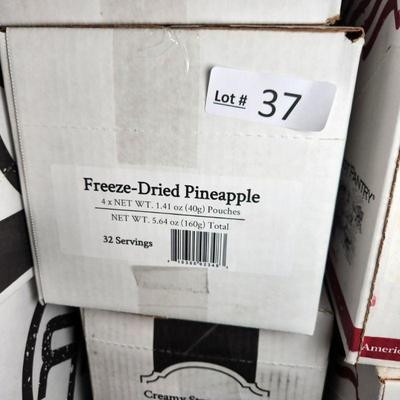 Lot # 37
Freeze-Dried Pineapple
4 x NET WT. 1.41 oz (40g) Pouches
NET WT. 5.64 oz (160g) Total
32 Servings
PANTRY
Americ
Creamy